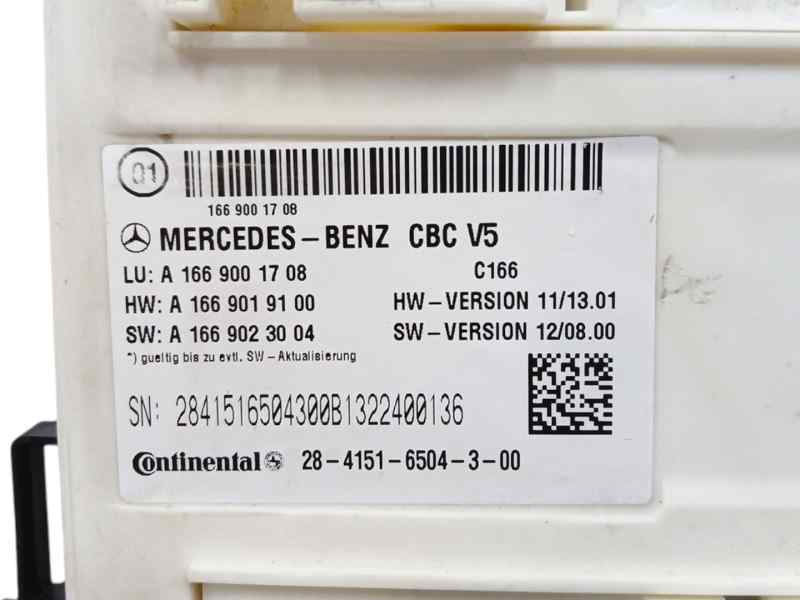 01
166 900 17 08
MERCEDES-BENZ CBC V5
LU: A 166 900 17 08 C166
HW: A 166 901 91 00 HW-VERSION 11/13.01
SW: A 166 902 30 04 SW-VERSION 12/08.00
*) gueltig bis zu evtl. SW-Aktualisierung
SN: 2841516504300B1322400136
Continental 28-4151-6504-3-00